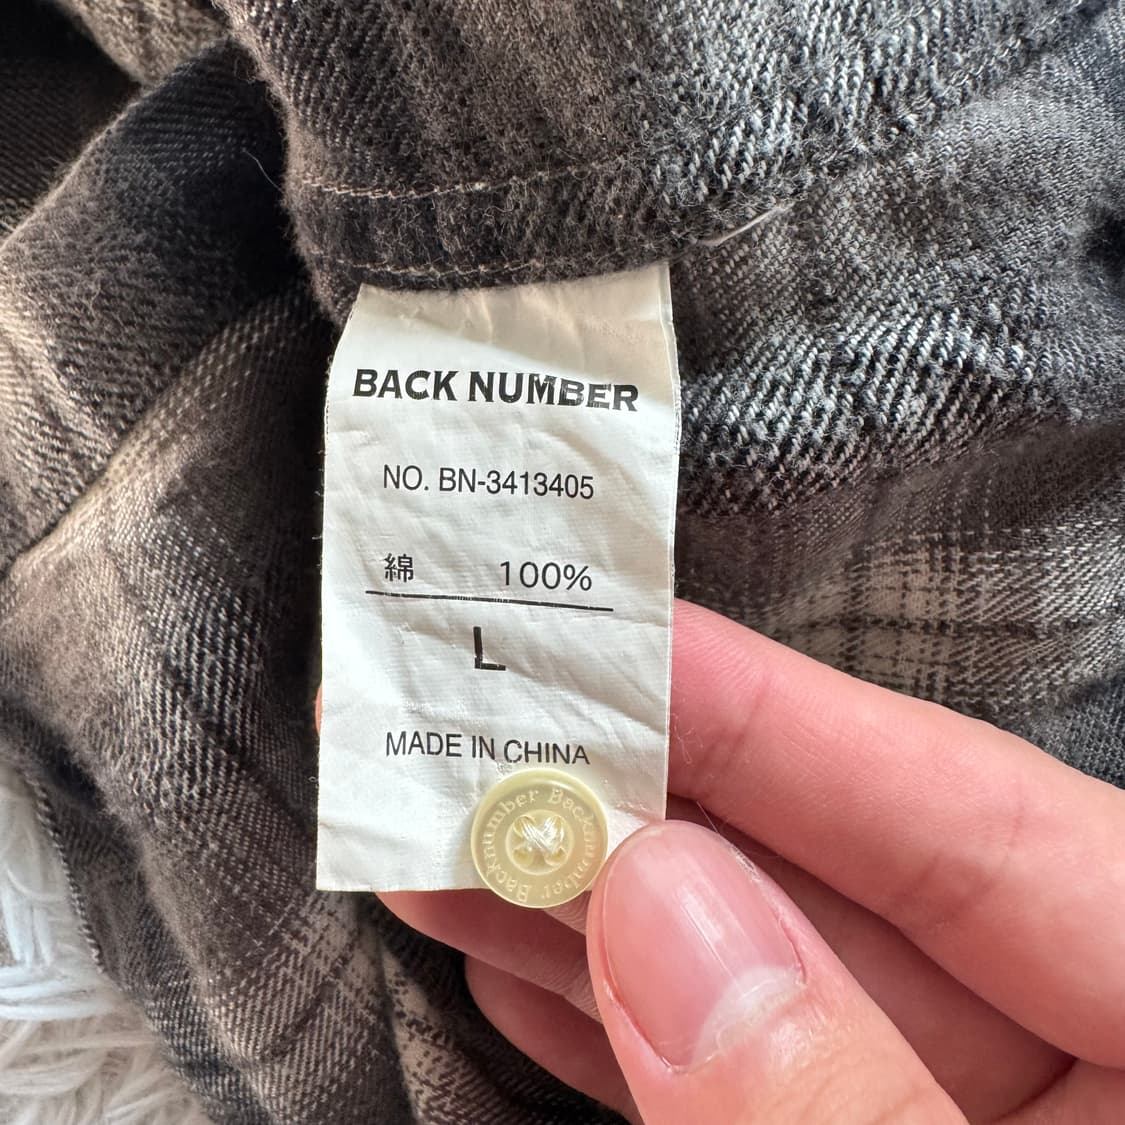 BACK NUMBER
NO. BN-3413405
綿 100%
L
MADE IN CHINA
Backnumber Backnumber